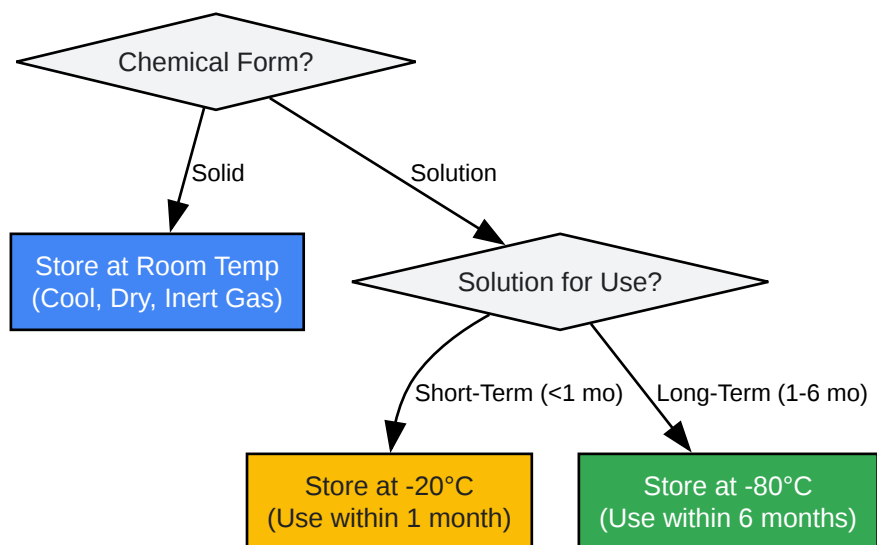 Chemical Form?
Solid
Solution
Store at Room Temp
(Cool, Dry, Inert Gas)
Solution for Use?
Short-Term (<1 mo)
Long-Term (1-6 mo)
Store at -20°C
(Use within 1 month)
Store at -80°C
(Use within 6 months)